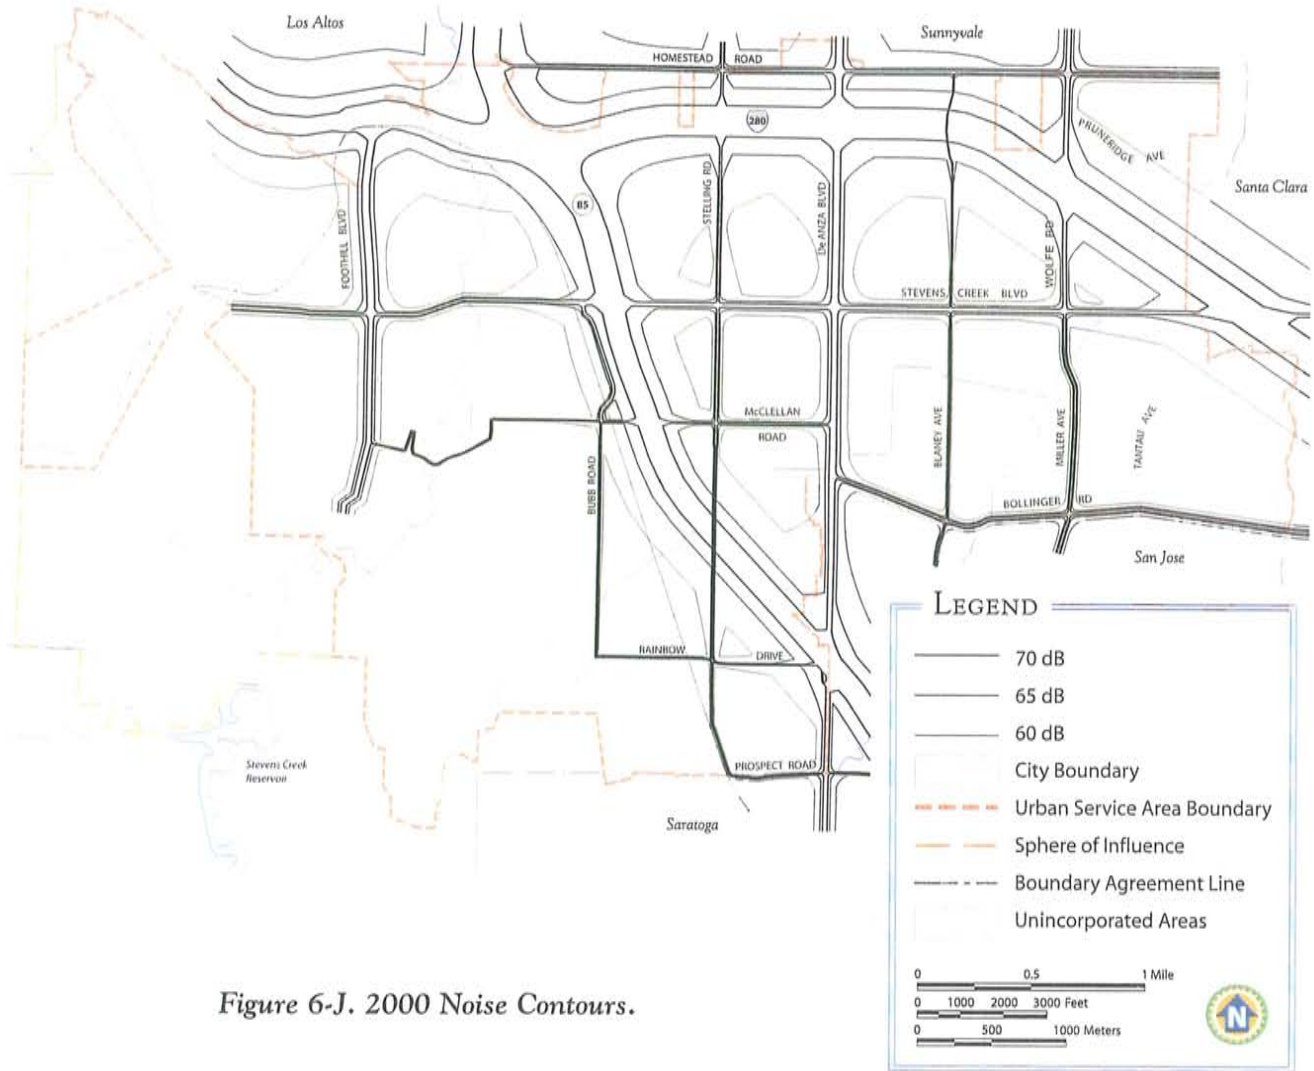 Los Altos
Sunnyvale
HOMESTEAD ROAD
280
PRUNERIDGE AVE
Santa Clara
85
STELLING RD
De ANZA BLVD
FOOTHILL BLVD
WOLFE RD
STEVENS CREEK BLVD
McCLELLAN
ROAD
BLANEY AVE
MILLER AVE
TANTAU AVE
BUBB ROAD
BOLLINGER RD
San Jose
RAINBOW DRIVE
Stevens Creek
Reservoir
PROSPECT ROAD
Saratoga
LEGEND
70 dB
65 dB
60 dB
City Boundary
Urban Service Area Boundary
Sphere of Influence
Boundary Agreement Line
Unincorporated Areas
0 0.5 1 Mile
0 1000 2000 3000 Feet
0 500 1000 Meters
N
Figure 6-J. 2000 Noise Contours.